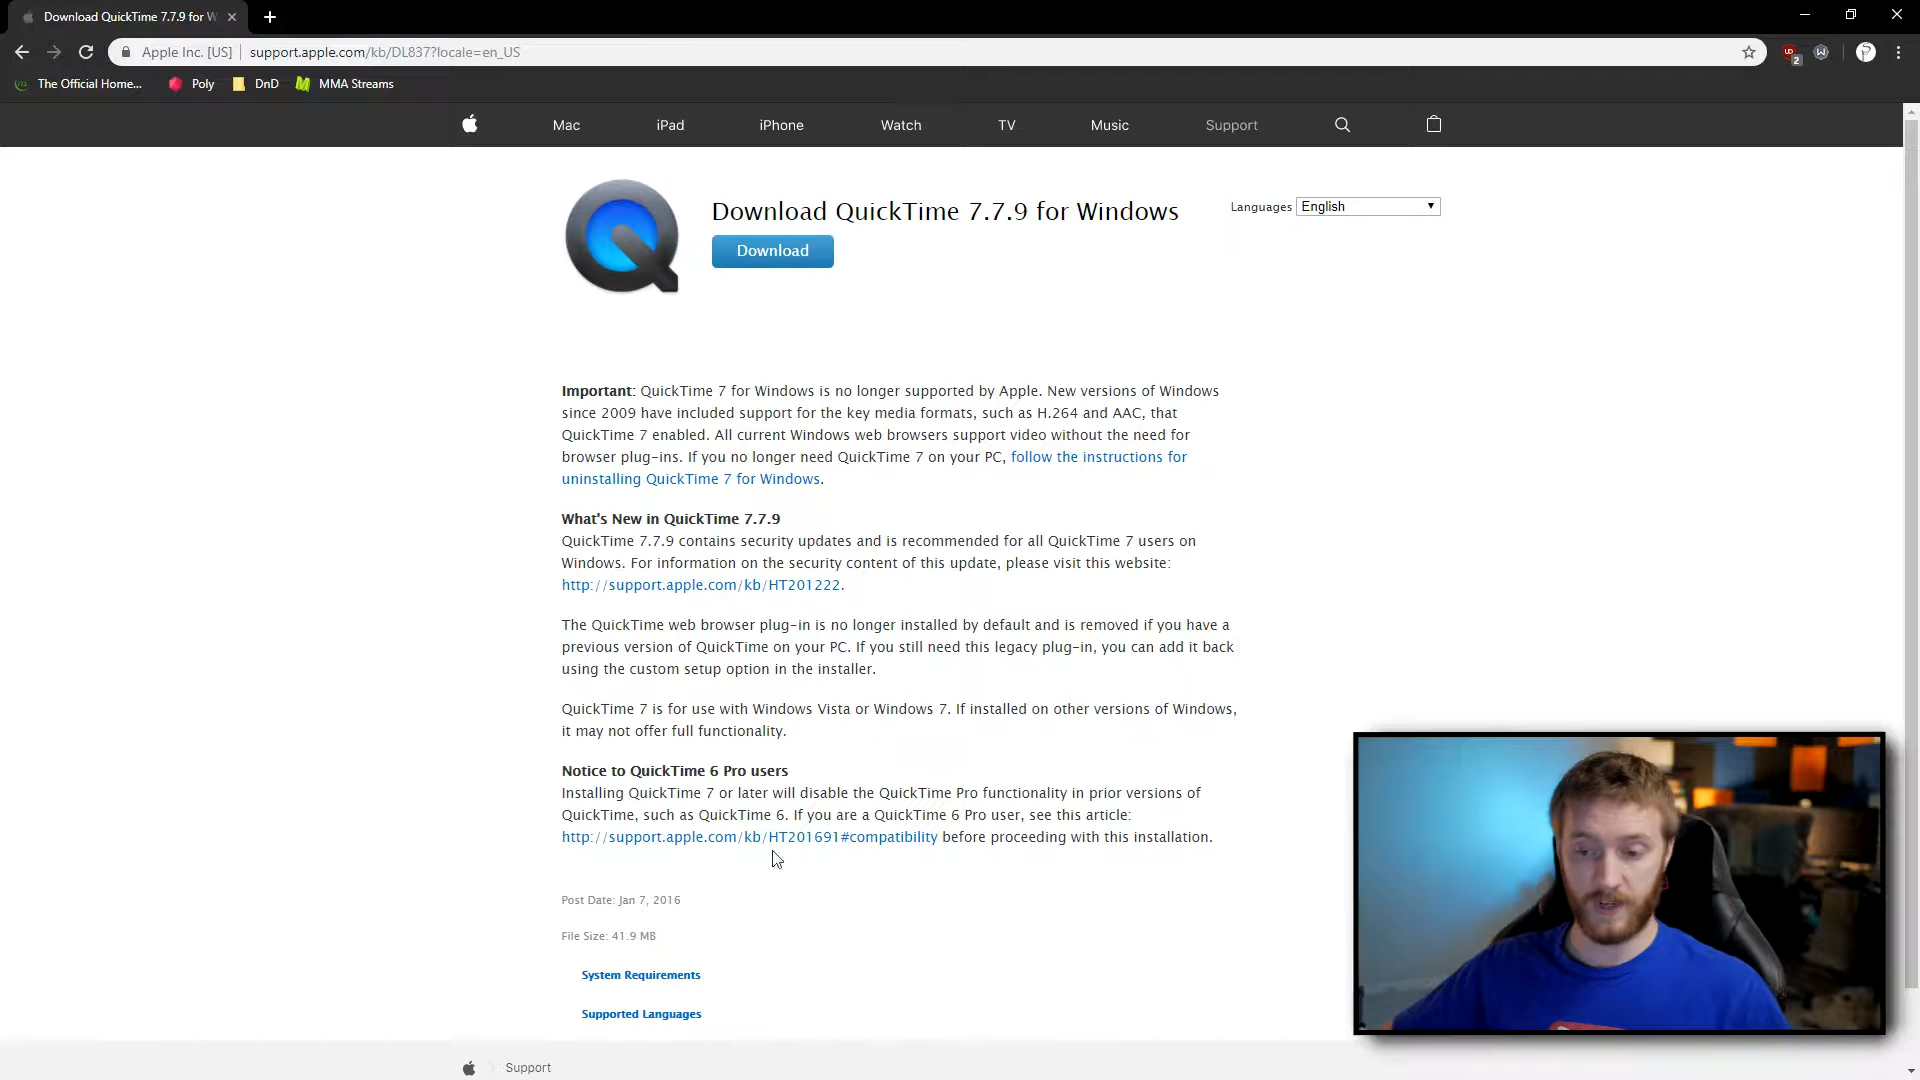 Download QuickTime 7.7.9 for W
Apple Inc. [US] | support.apple.com/kb/DL837?locale=en_US
2
The Official Home... Poly DnD MMA Streams
Mac iPad iPhone Watch TV Music Support
Download QuickTime 7.7.9 for Windows
Languages English
Download
Important: QuickTime 7 for Windows is no longer supported by Apple. New versions of Windows
since 2009 have included support for the key media formats, such as H.264 and AAC, that
QuickTime 7 enabled. All current Windows web browsers support video without the need for
browser plug-ins. If you no longer need QuickTime 7 on your PC, follow the instructions for
uninstalling QuickTime 7 for Windows.
What's New in QuickTime 7.7.9
QuickTime 7.7.9 contains security updates and is recommended for all QuickTime 7 users on
Windows. For information on the security content of this update, please visit this website:
http://support.apple.com/kb/HT201222.
The QuickTime web browser plug-in is no longer installed by default and is removed if you have a
previous version of QuickTime on your PC. If you still need this legacy plug-in, you can add it back
using the custom setup option in the installer.
QuickTime 7 is for use with Windows Vista or Windows 7. If installed on other versions of Windows,
it may not offer full functionality.
Notice to QuickTime 6 Pro users
Installing QuickTime 7 or later will disable the QuickTime Pro functionality in prior versions of
QuickTime, such as QuickTime 6. If you are a QuickTime 6 Pro user, see this article:
http://support.apple.com/kb/HT201691#compatibility before proceeding with this installation.
Post Date: Jan 7, 2016
File Size: 41.9 MB
System Requirements
Supported Languages
Support